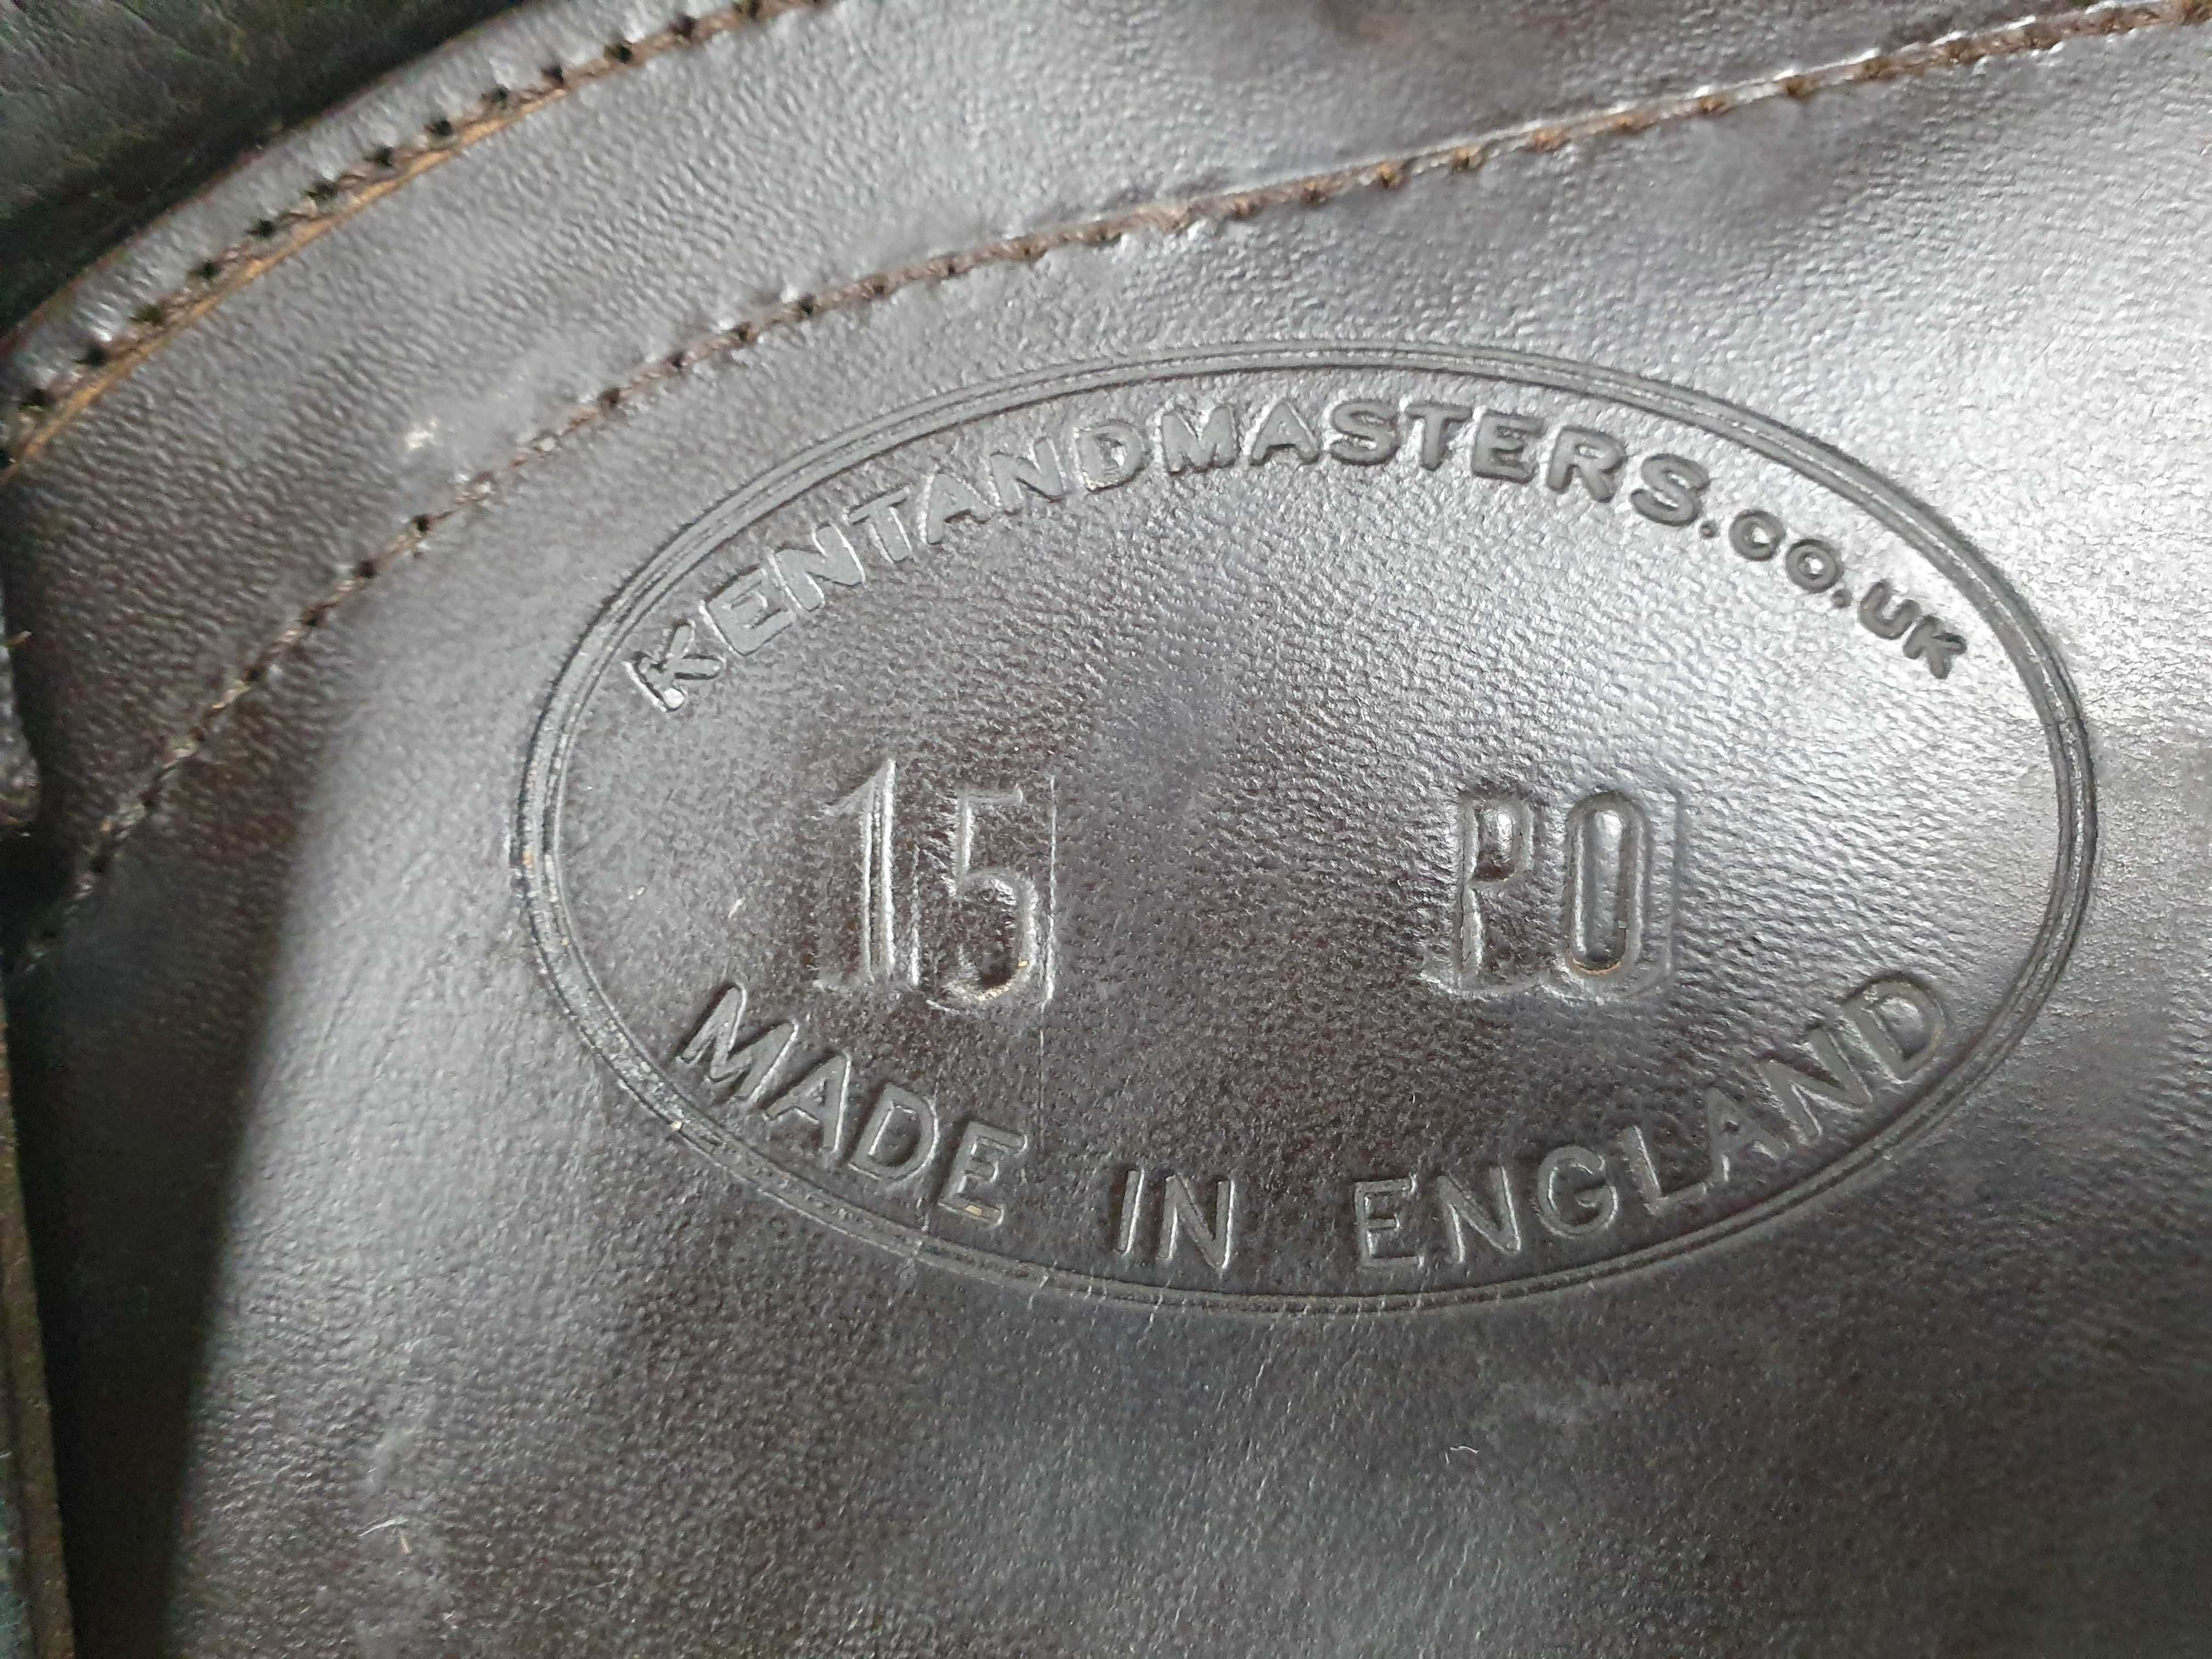 KENTANDMASTERS.CO.UK
15 PO
MADE IN ENGLAND